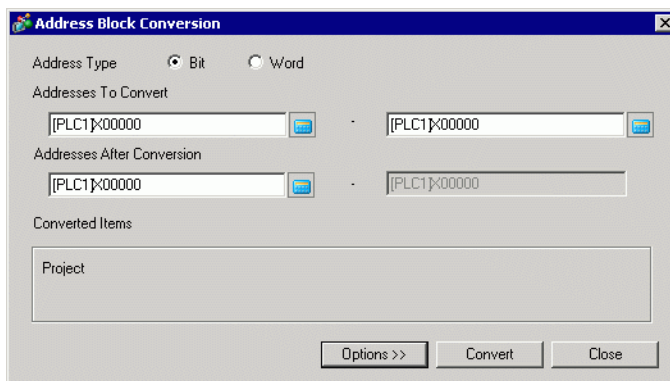 Address Block Conversion
Address Type Bit Word
Addresses To Convert
[PLC1]X00000 - [PLC1]X00000
Addresses After Conversion
[PLC1]X00000 - [PLC1]X00000
Converted Items
Project
Options >> Convert Close